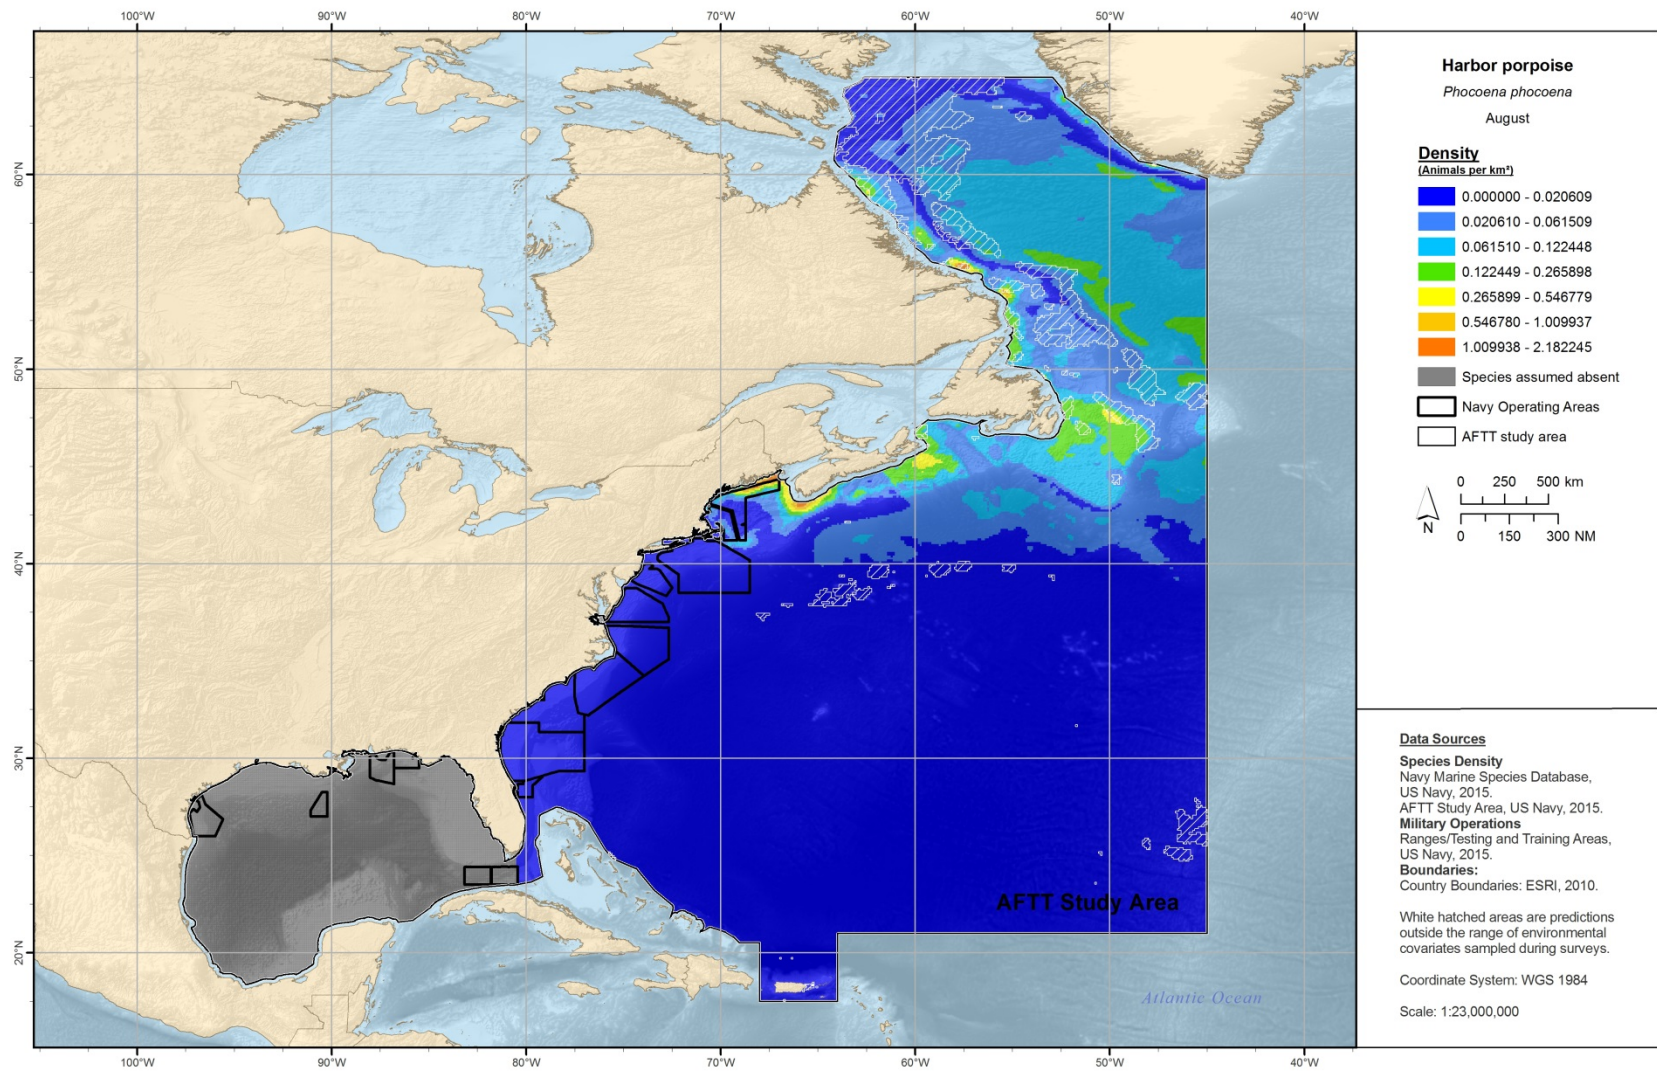 100°W 90°W 80°W 70°W 60°W 50°W 40°W
60°N
50°N
40°N
30°N
20°N
AFTT Study Area
Atlantic Ocean
100°W 90°W 80°W 70°W 60°W 50°W 40°W
Harbor porpoise
Phocoena phocoena
August
Density
(Animals per km²)
0.000000 - 0.020609
0.020610 - 0.061509
0.061510 - 0.122448
0.122449 - 0.265898
0.265899 - 0.546779
0.546780 - 1.009937
1.009938 - 2.182245
Species assumed absent
Navy Operating Areas
AFTT study area
N
0 250 500 km
0 150 300 NM
Data Sources
Species Density
Navy Marine Species Database,
US Navy, 2015.
AFTT Study Area, US Navy, 2015.
Military Operations
Ranges/Testing and Training Areas,
US Navy, 2015.
Boundaries:
Country Boundaries: ESRI, 2010.
White hatched areas are predictions
outside the range of environmental
covariates sampled during surveys.
Coordinate System: WGS 1984
Scale: 1:23,000,000